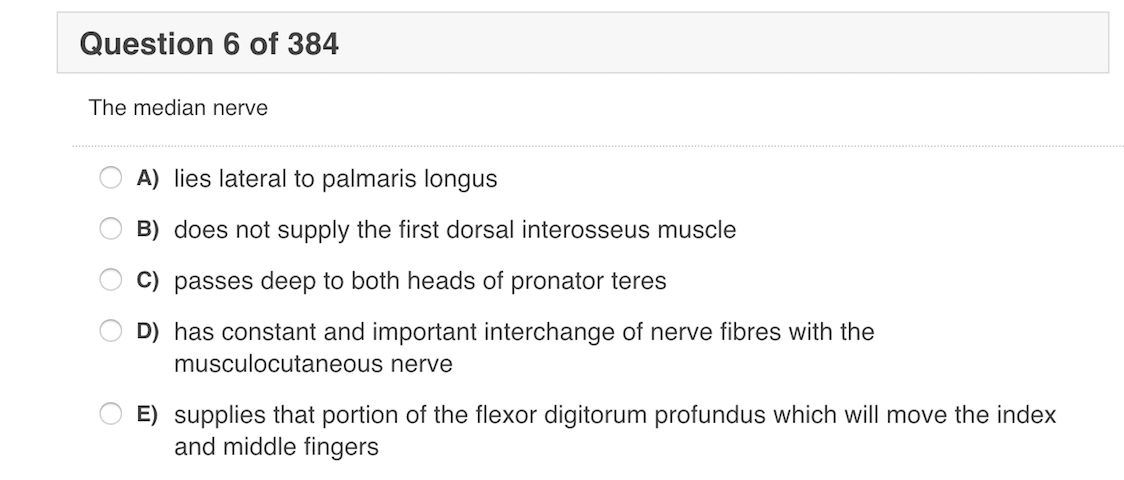 Question 6 of 384
The median nerve
A) lies lateral to palmaris longus
B) does not supply the first dorsal interosseus muscle
C) passes deep to both heads of pronator teres
D) has constant and important interchange of nerve fibres with the
musculocutaneous nerve
E) supplies that portion of the flexor digitorum profundus which will move the index
and middle fingers